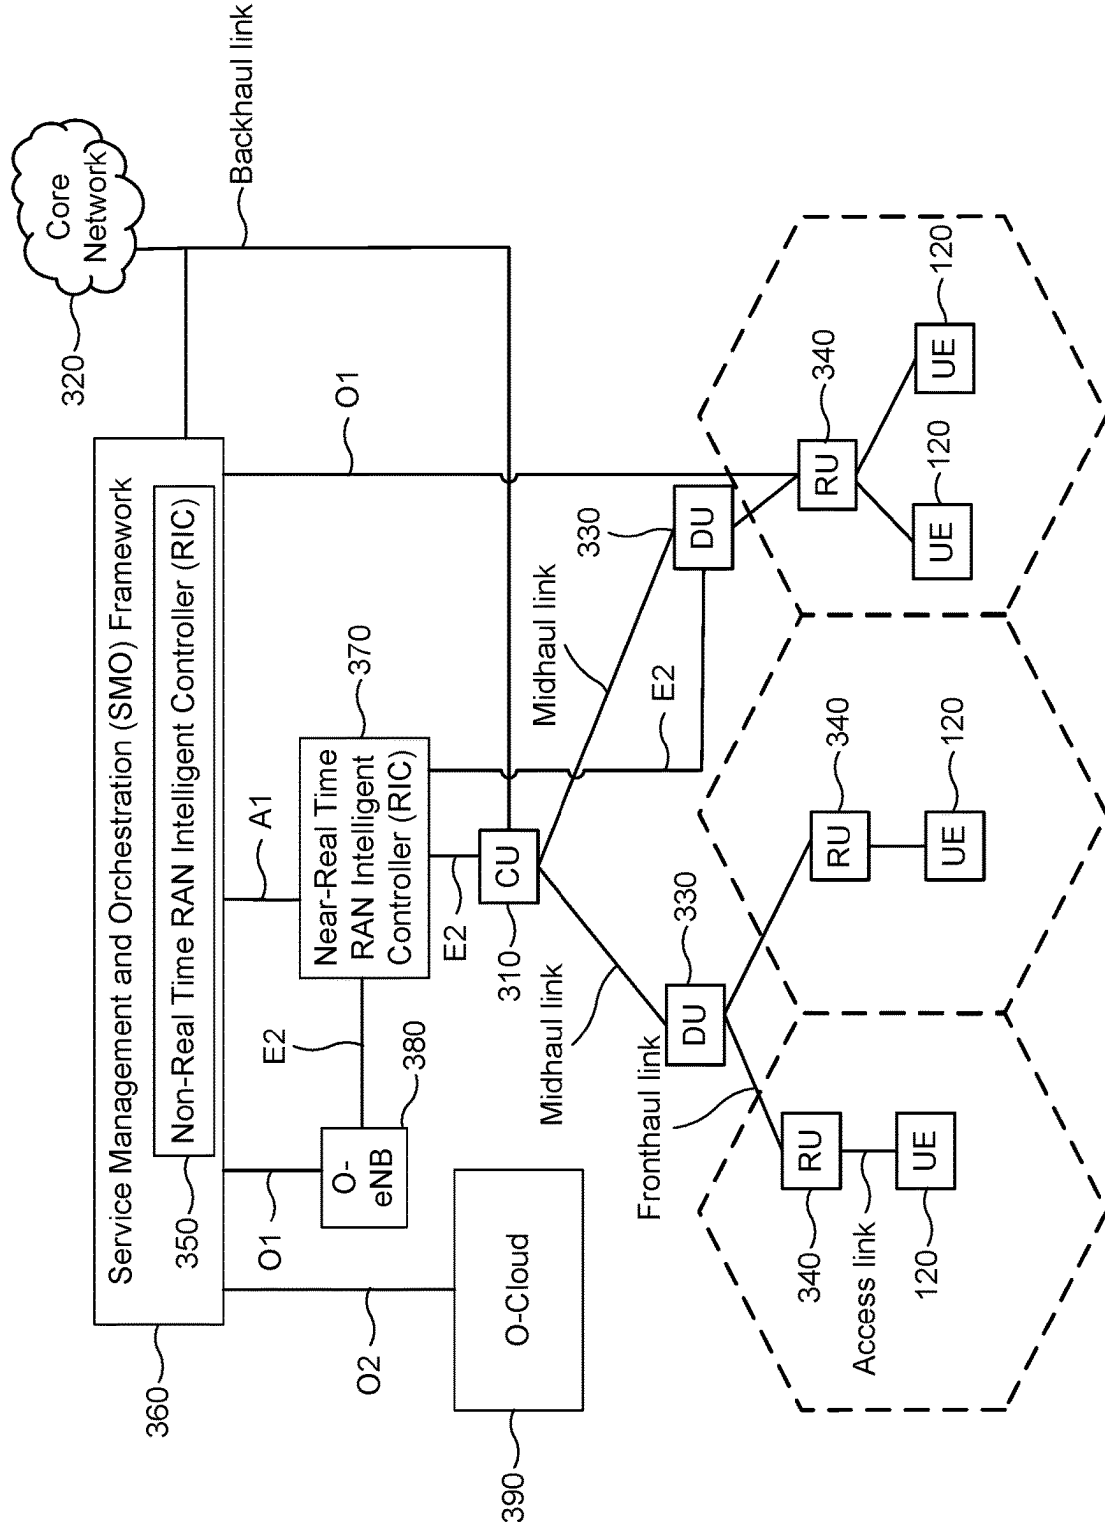 Service Management and Orchestration (SMO) Framework
Non-Real Time RAN Intelligent Controller (RIC)
360
350
Core
Network
320
Backhaul link
O2
O1
A1
O1
O-Cloud
390
O-
eNB
380
E2
Near-Real Time
RAN Intelligent
Controller (RIC)
370
E2
CU
310
E2
Midhaul link
Midhaul link
DU
330
DU
330
Fronthaul link
RU
340
RU
340
RU
340
Access link
UE
120
UE
120
UE
120
UE
120